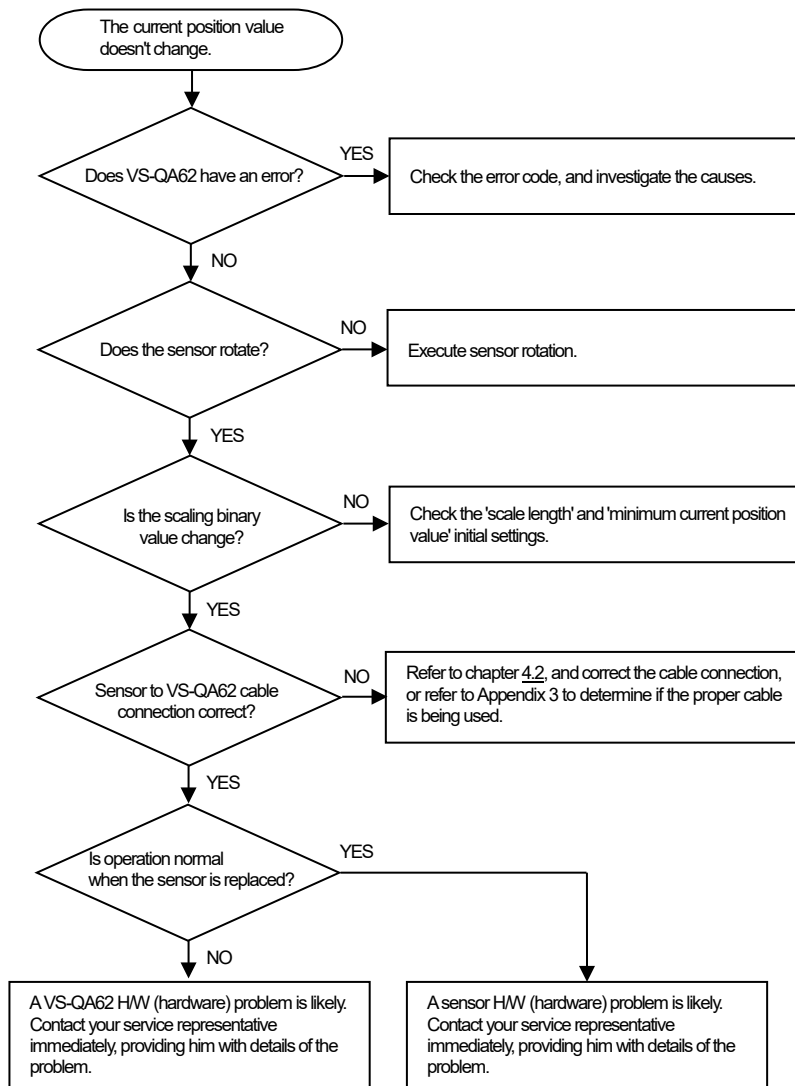 The current position value
doesn't change.
Does VS-QA62 have an error?
YES
Check the error code, and investigate the causes.
NO
Does the sensor rotate?
NO
Execute sensor rotation.
YES
Is the scaling binary
value change?
NO
Check the 'scale length' and 'minimum current position
value' initial settings.
YES
Sensor to VS-QA62 cable
connection correct?
NO
Refer to chapter 4.2, and correct the cable connection,
or refer to Appendix 3 to determine if the proper cable
is being used.
YES
Is operation normal
when the sensor is replaced?
YES
NO
A VS-QA62 H/W (hardware) problem is likely.
Contact your service representative
immediately, providing him with details of the
problem.
A sensor H/W (hardware) problem is likely.
Contact your service representative
immediately, providing him with details of the
problem.